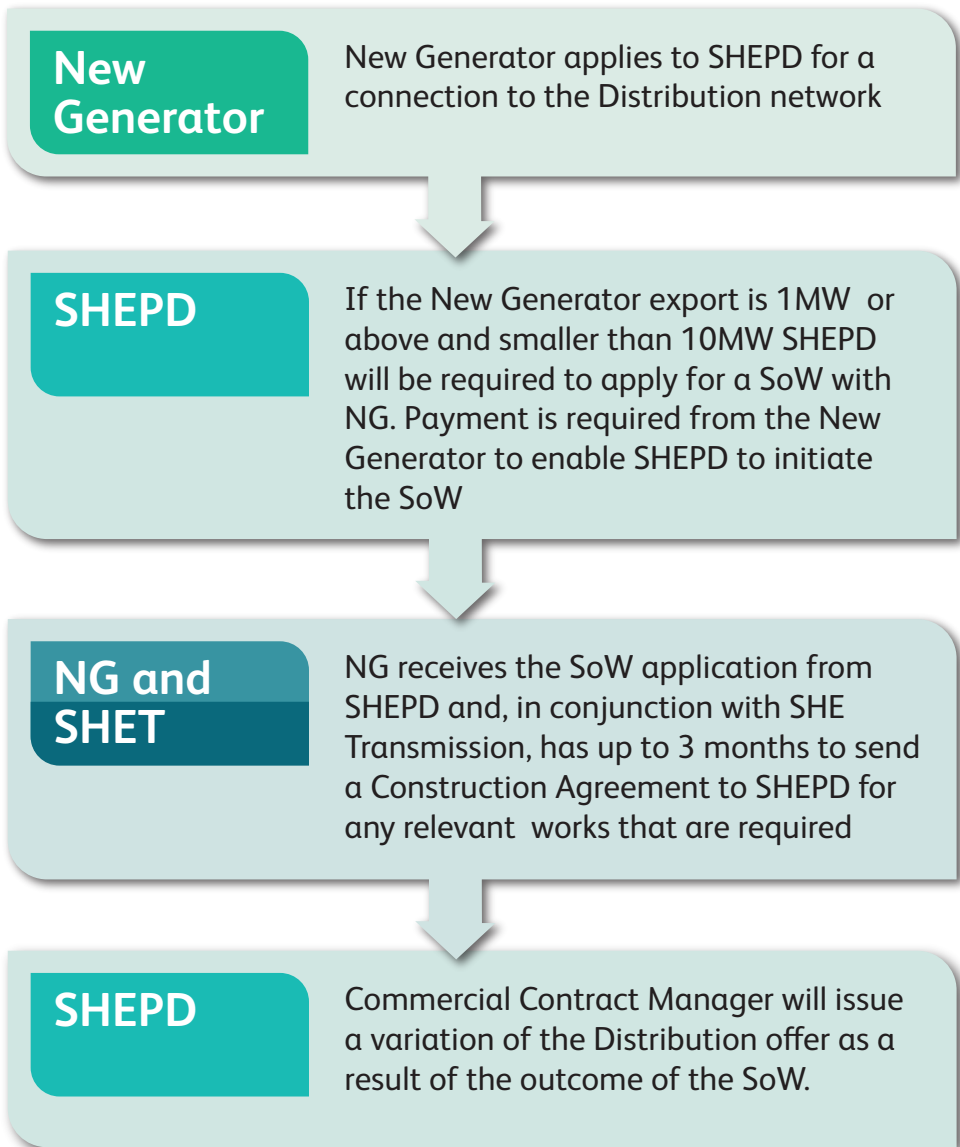 New
Generator
New Generator applies to SHEPD for a
connection to the Distribution network
SHEPD
If the New Generator export is 1MW  or
above and smaller than 10MW SHEPD
will be required to apply for a SoW with
NG. Payment is required from the New
Generator to enable SHEPD to initiate
the SoW
NG and
SHET
NG receives the SoW application from
SHEPD and, in conjunction with SHE
Transmission, has up to 3 months to send
a Construction Agreement to SHEPD for
any relevant  works that are required
SHEPD
Commercial Contract Manager will issue
a variation of the Distribution offer as a
result of the outcome of the SoW.